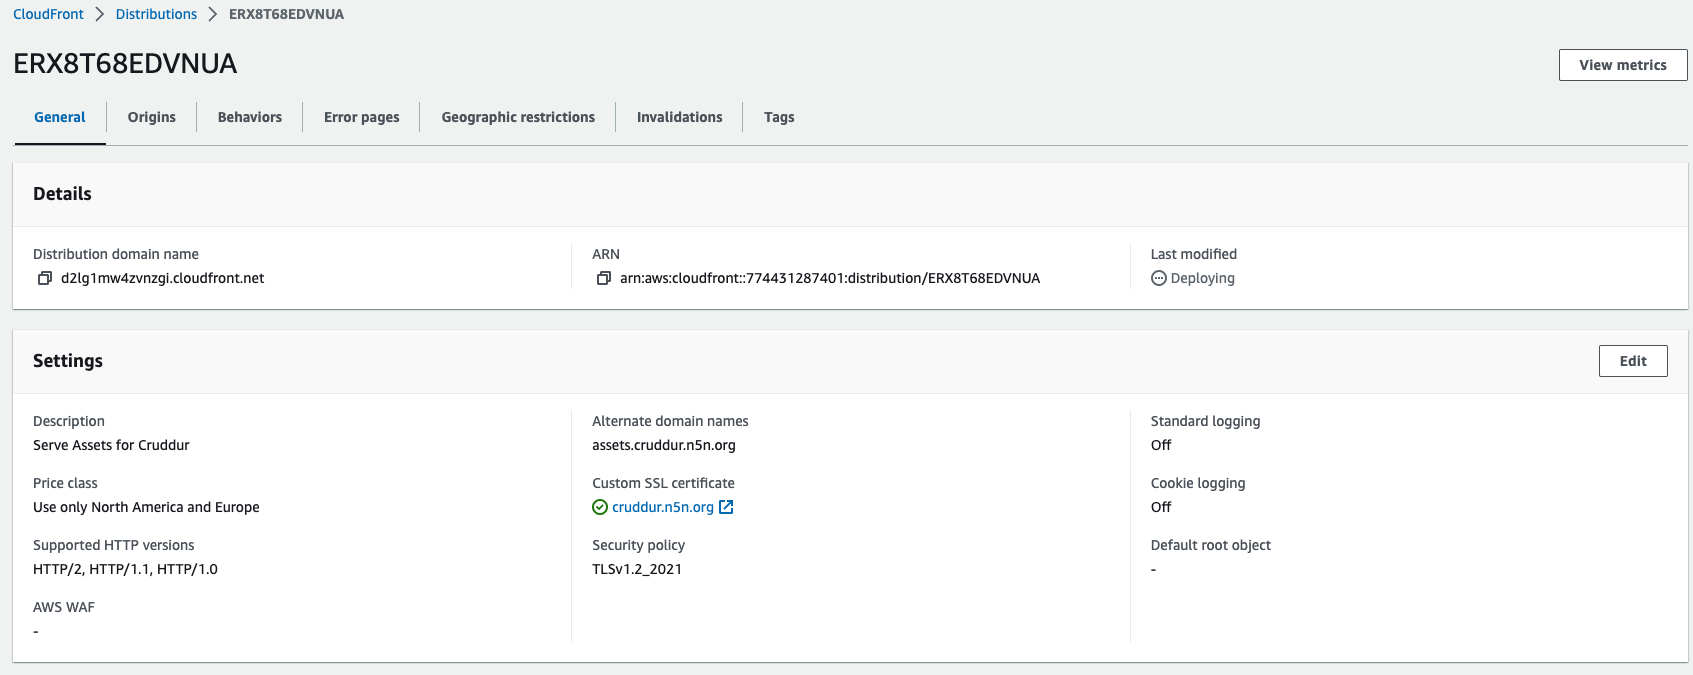 CloudFront > Distributions > ERX8T68EDVNUA
ERX8T68EDVNUA
View metrics
General
Origins
Behaviors
Error pages
Geographic restrictions
Invalidations
Tags
Details
Distribution domain name
d2lg1mw4zvnzgi.cloudfront.net
ARN
arn:aws:cloudfront::774431287401:distribution/ERX8T68EDVNUA
Last modified
Deploying
Settings
Edit
Description
Serve Assets for Cruddur
Price class
Use only North America and Europe
Supported HTTP versions
HTTP/2, HTTP/1.1, HTTP/1.0
AWS WAF
-
Alternate domain names
assets.cruddur.n5n.org
Custom SSL certificate
cruddur.n5n.org
Security policy
TLSv1.2_2021
Standard logging
Off
Cookie logging
Off
Default root object
-